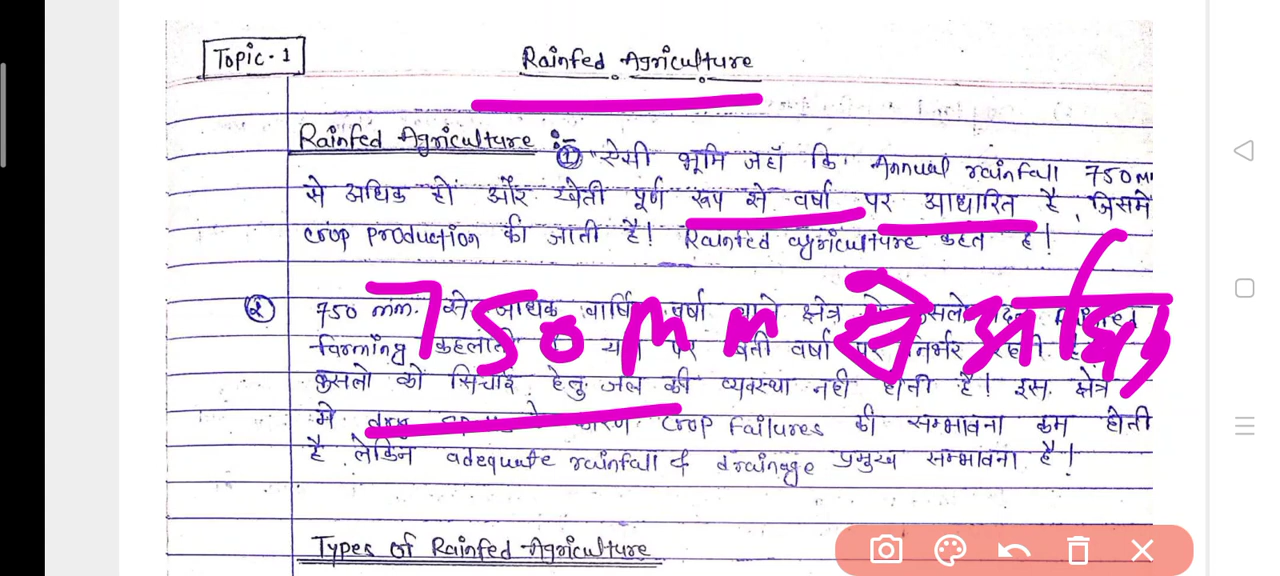 Topic-1
Rainfed Agriculture
Rainfed Agriculture :-
① "ऐसी भूमि जहाँ कि Annual rainfall 750 m
से अधिक हो और खेती पूर्ण रूप से वर्षा पर आधारित है, जिसमे
crop production की जाती है! Rainfed agriculture कहते है!
② 750 mm. से अधिक वार्षि वर्षा वाले क्षेत्र
750 mm से अधि
farming कहलाती पर खेती वर्षा पर निर्भर रहती
फसलो की सिंचाई हेतु जल की व्यवस्था नही होती है! इस क्षेत्र
मे कारण crop failures की सम्भावना कम होती
है लेकिन adequate rainfall & drainage प्रमुख सम्भावना है!
Types of Rainfed Agriculture